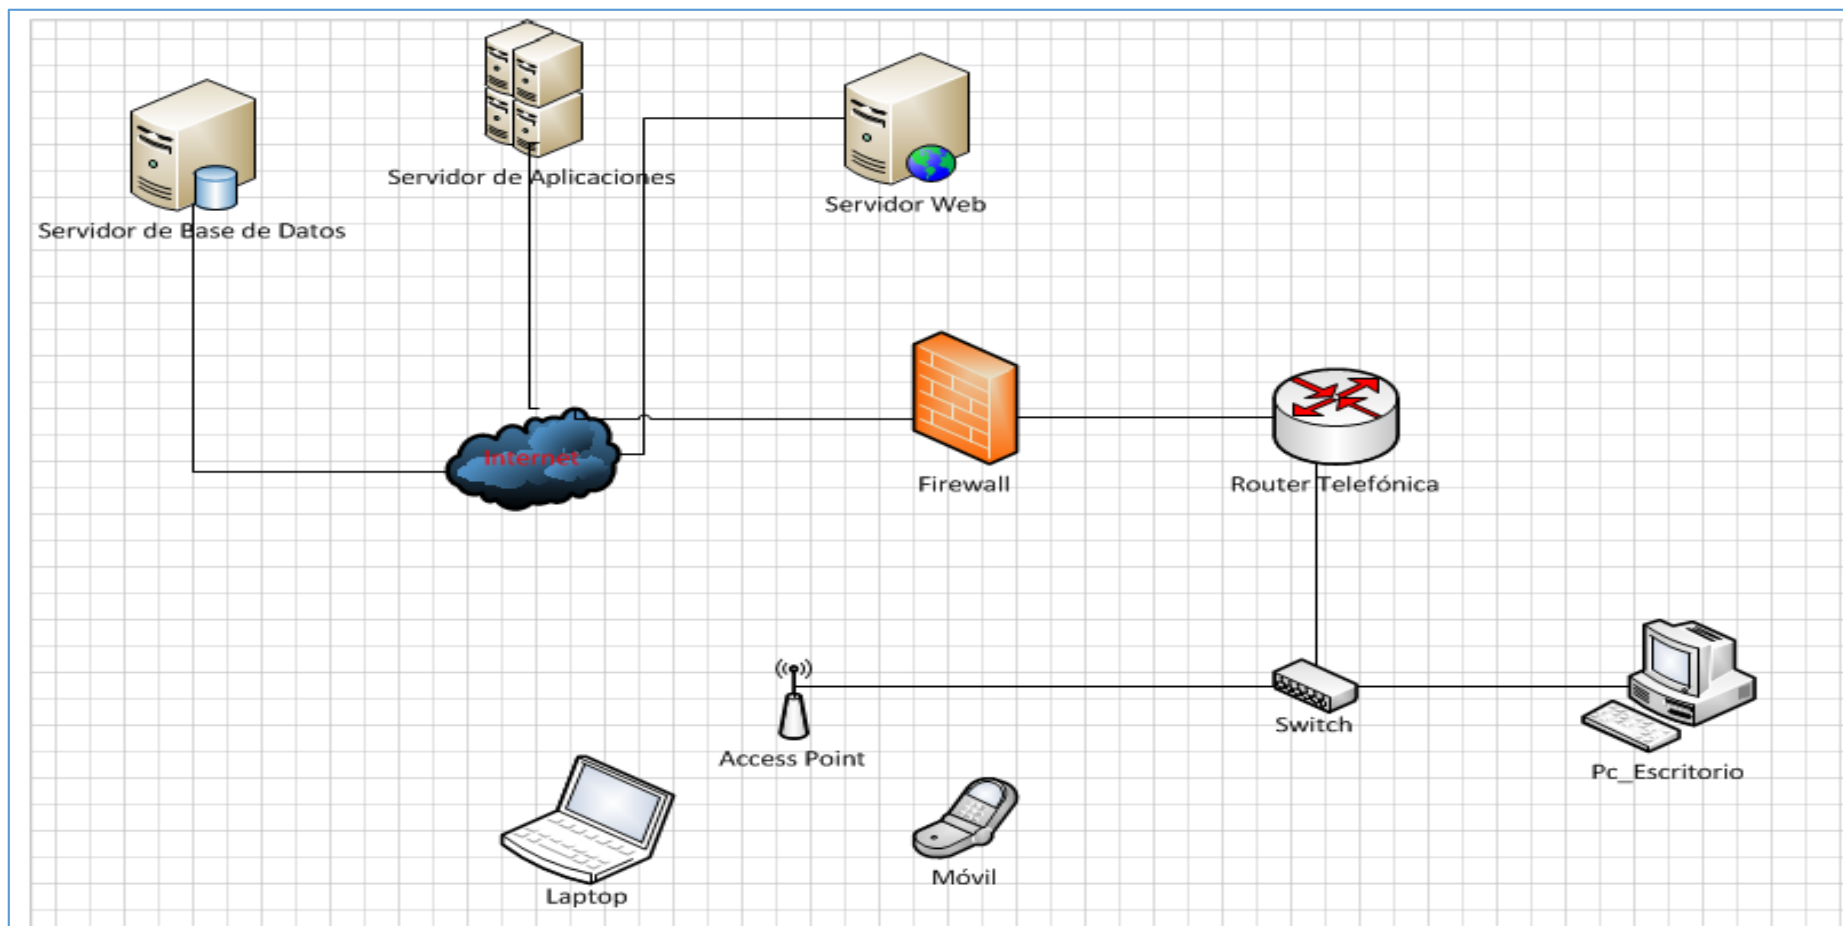 Servidor de Aplicaciones
Servidor Web
Servidor de Base de Datos
Internet
Firewall
Router Telefónica
Switch
Access Point
Pc_Escritorio
Móvil
Laptop